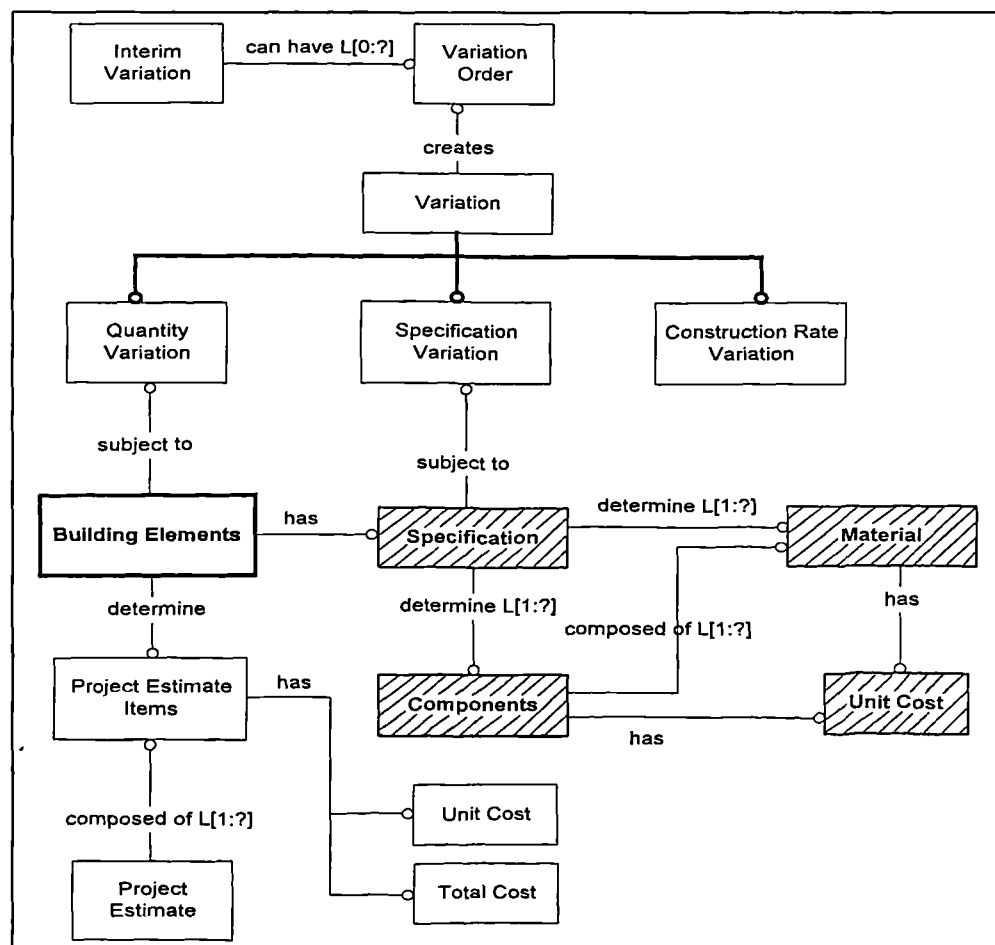 Interim
Variation
can have L[0:?]
Variation
Order
creates
Variation
Quantity
Variation
Specification
Variation
Construction Rate
Variation
subject to
subject to
Building Elements
has
Specification
determine L[1:?]
Material
determine
determine L[1:?]
composed of L[1:?]
has
Project Estimate
Items
has
Components
has
Unit Cost
composed of L[1:?]
Unit Cost
Project
Estimate
Total Cost